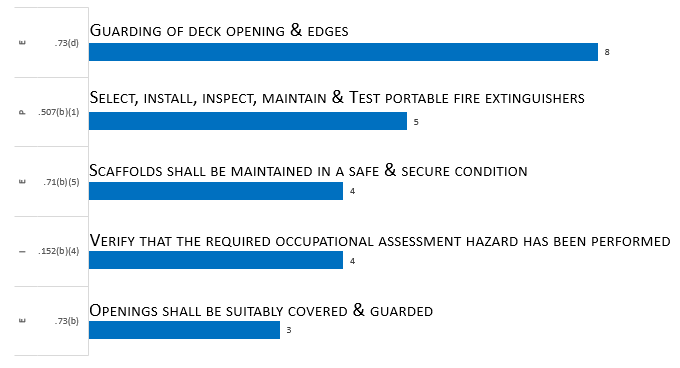 GUARDING OF DECK OPENING & EDGES
E .73(d) 8
SELECT, INSTALL, INSPECT, MAINTAIN & TEST PORTABLE FIRE EXTINGUISHERS
P .507(b)(1) 5
SCAFFOLDS SHALL BE MAINTAINED IN A SAFE & SECURE CONDITION
E .71(b)(5) 4
VERIFY THAT THE REQUIRED OCCUPATIONAL ASSESSMENT HAZARD HAS BEEN PERFORMED
I .152(b)(4) 4
OPENINGS SHALL BE SUITABLY COVERED & GUARDED
E .73(b) 3